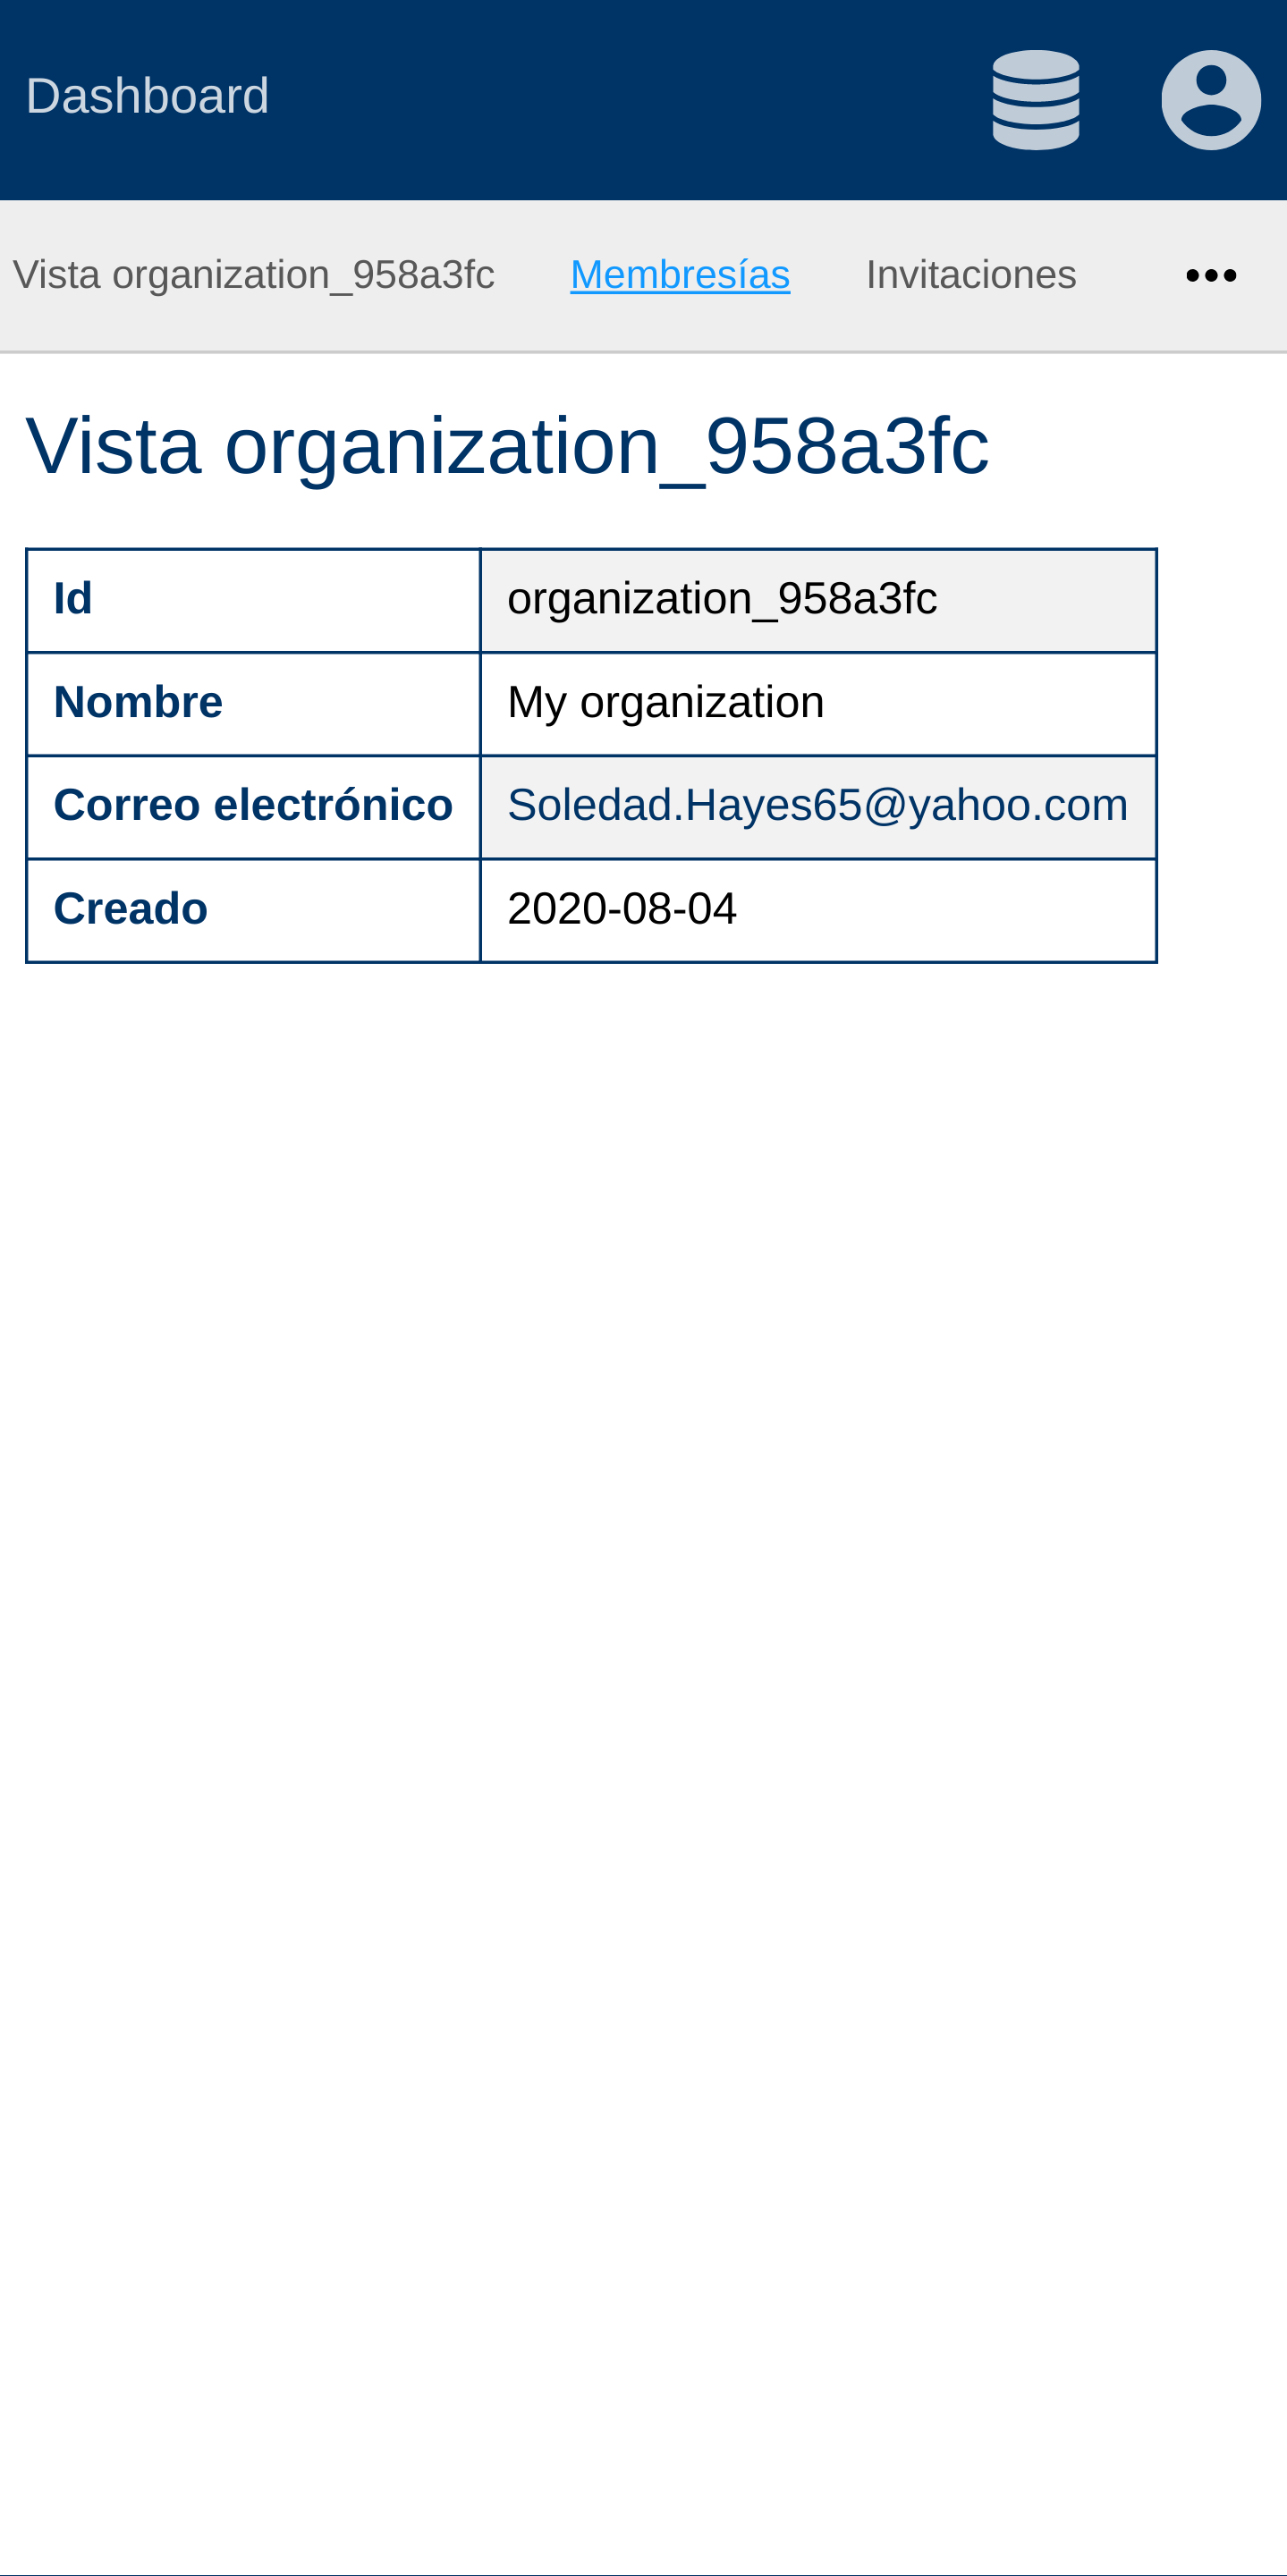 Dashboard
Vista organization_958a3fc Membresías Invitaciones •••
Vista organization_958a3fc
Id organization_958a3fc
Nombre My organization
Correo electrónico Soledad.Hayes65@yahoo.com
Creado 2020-08-04